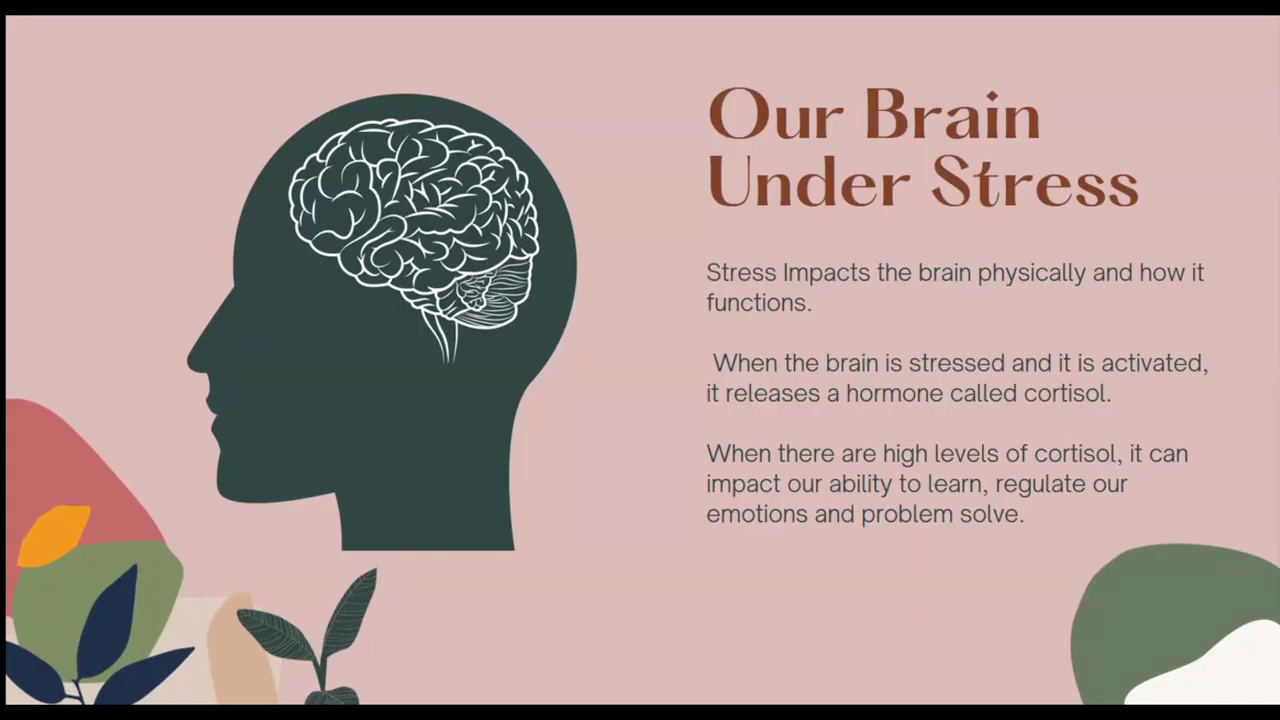 Our Brain
Under Stress
Stress Impacts the brain physically and how it
functions.
When the brain is stressed and it is activated,
it releases a hormone called cortisol.
When there are high levels of cortisol, it can
impact our ability to learn, regulate our
emotions and problem solve.